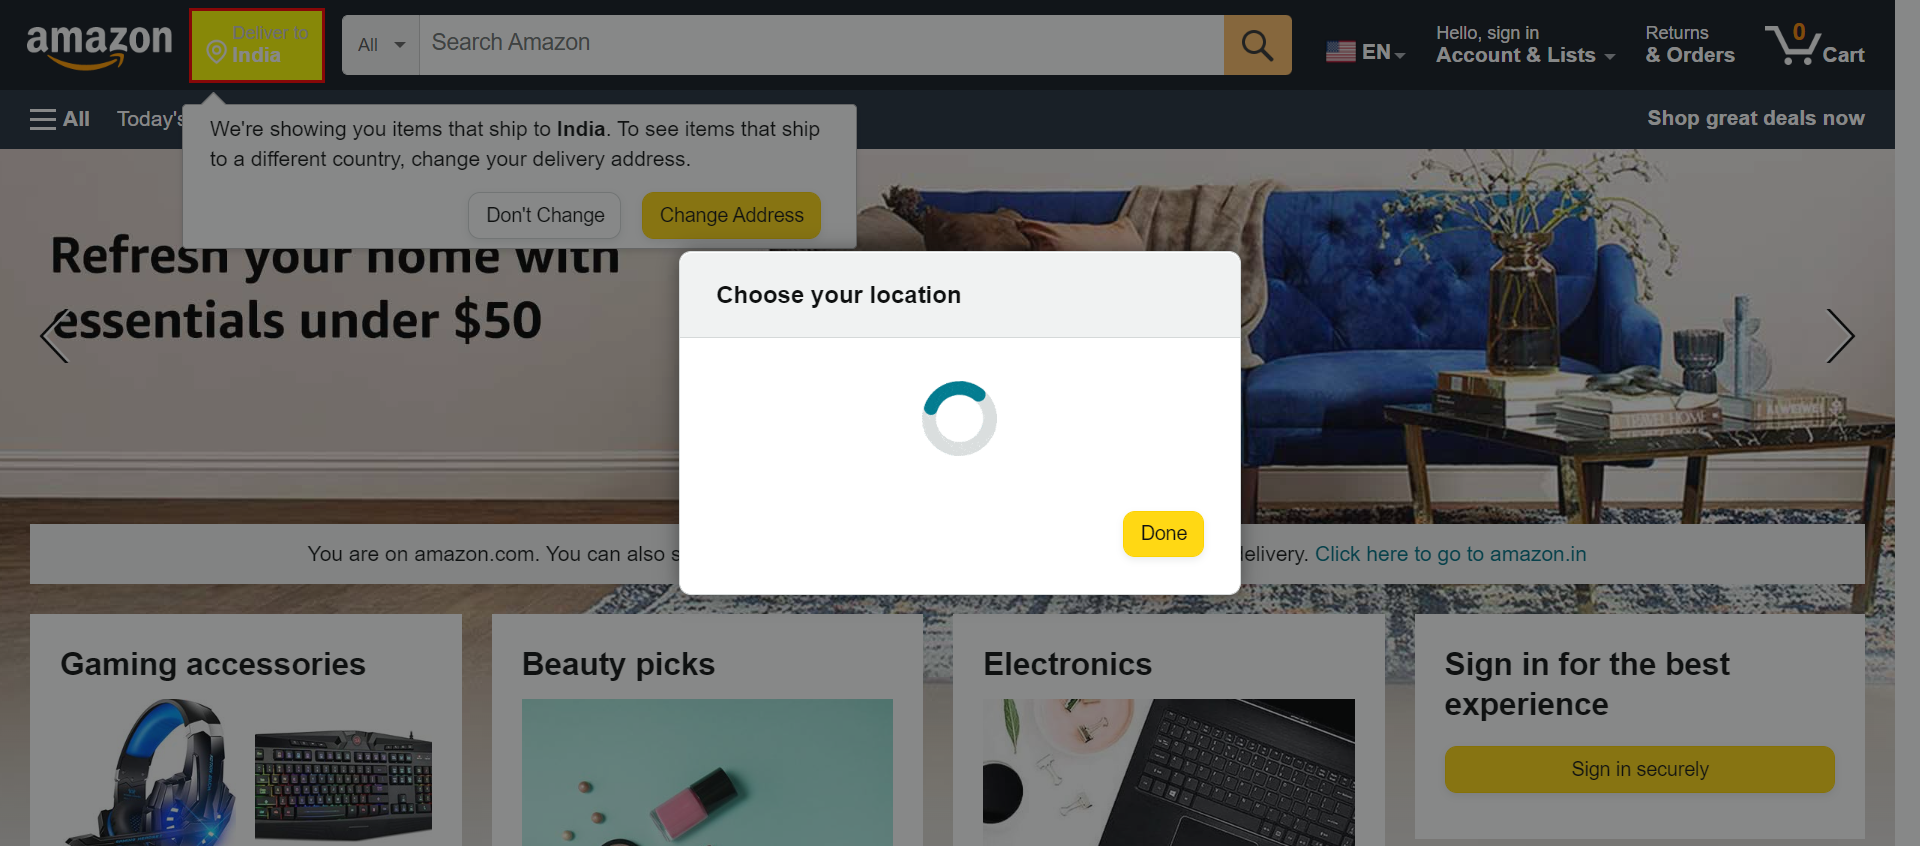 amazon
Deliver to
India
All
Search Amazon
EN
Hello, sign in
Account & Lists
Returns
& Orders
0
Cart
All
Today's
Shop great deals now
We're showing you items that ship to India. To see items that ship
to a different country, change your delivery address.
Don't Change
Change Address
Refresh your home with
essentials under $50
Choose your location
Done
You are on amazon.com. You can also
delivery. Click here to go to amazon.in
Gaming accessories
Beauty picks
Electronics
Sign in for the best
experience
Sign in securely